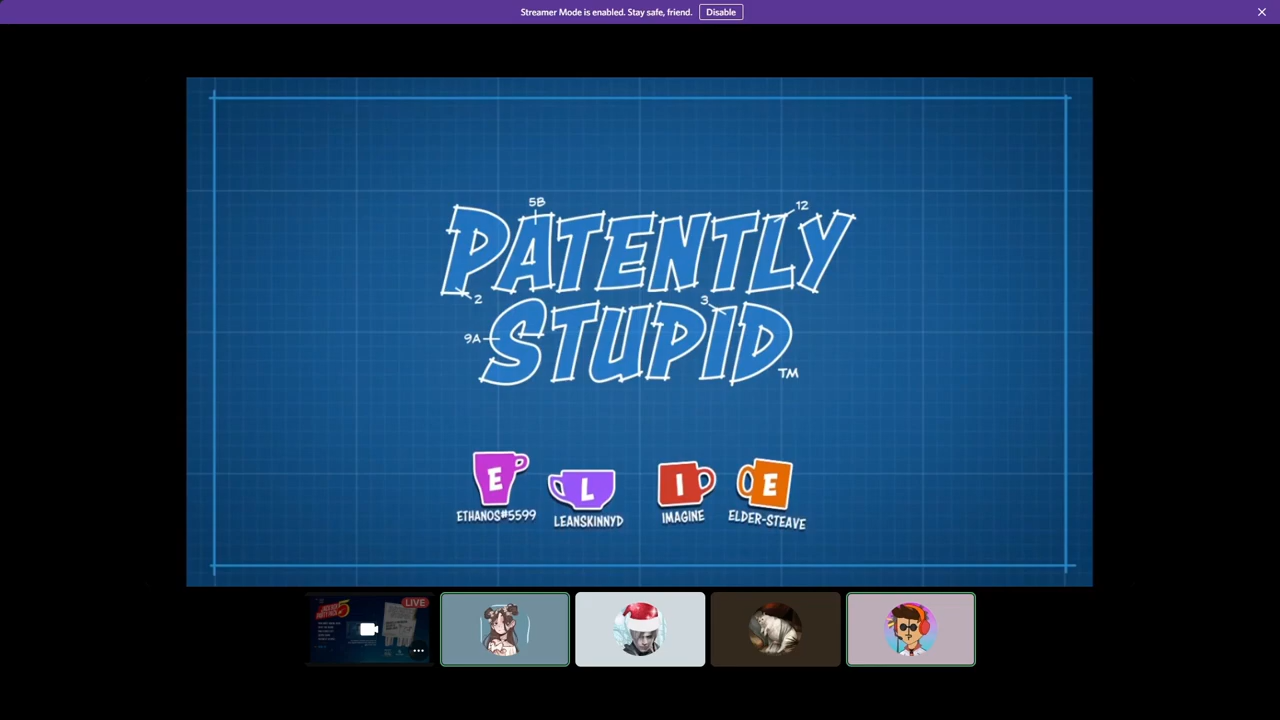 Streamer Mode is enabled. Stay safe, friend. Disable
5B
12
PATENTLY
2
3
9A
STUPID
TM
E
L
I
E
ETHANOS#5599
LEANSKINNYD
IMAGINE
ELDER-STEAVE
LIVE